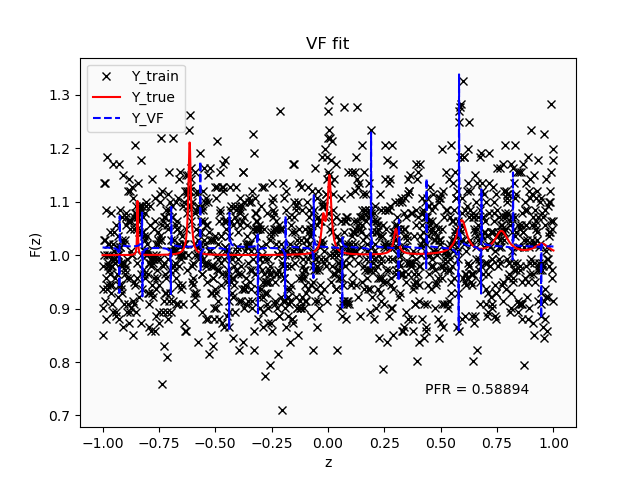 VF fit
Y_train
Y_true
Y_VF
F(z)
1.3
1.2
1.1
1.0
0.9
0.8
0.7
PFR = 0.58894
−1.00 −0.75 −0.50 −0.25 0.00 0.25 0.50 0.75 1.00
z